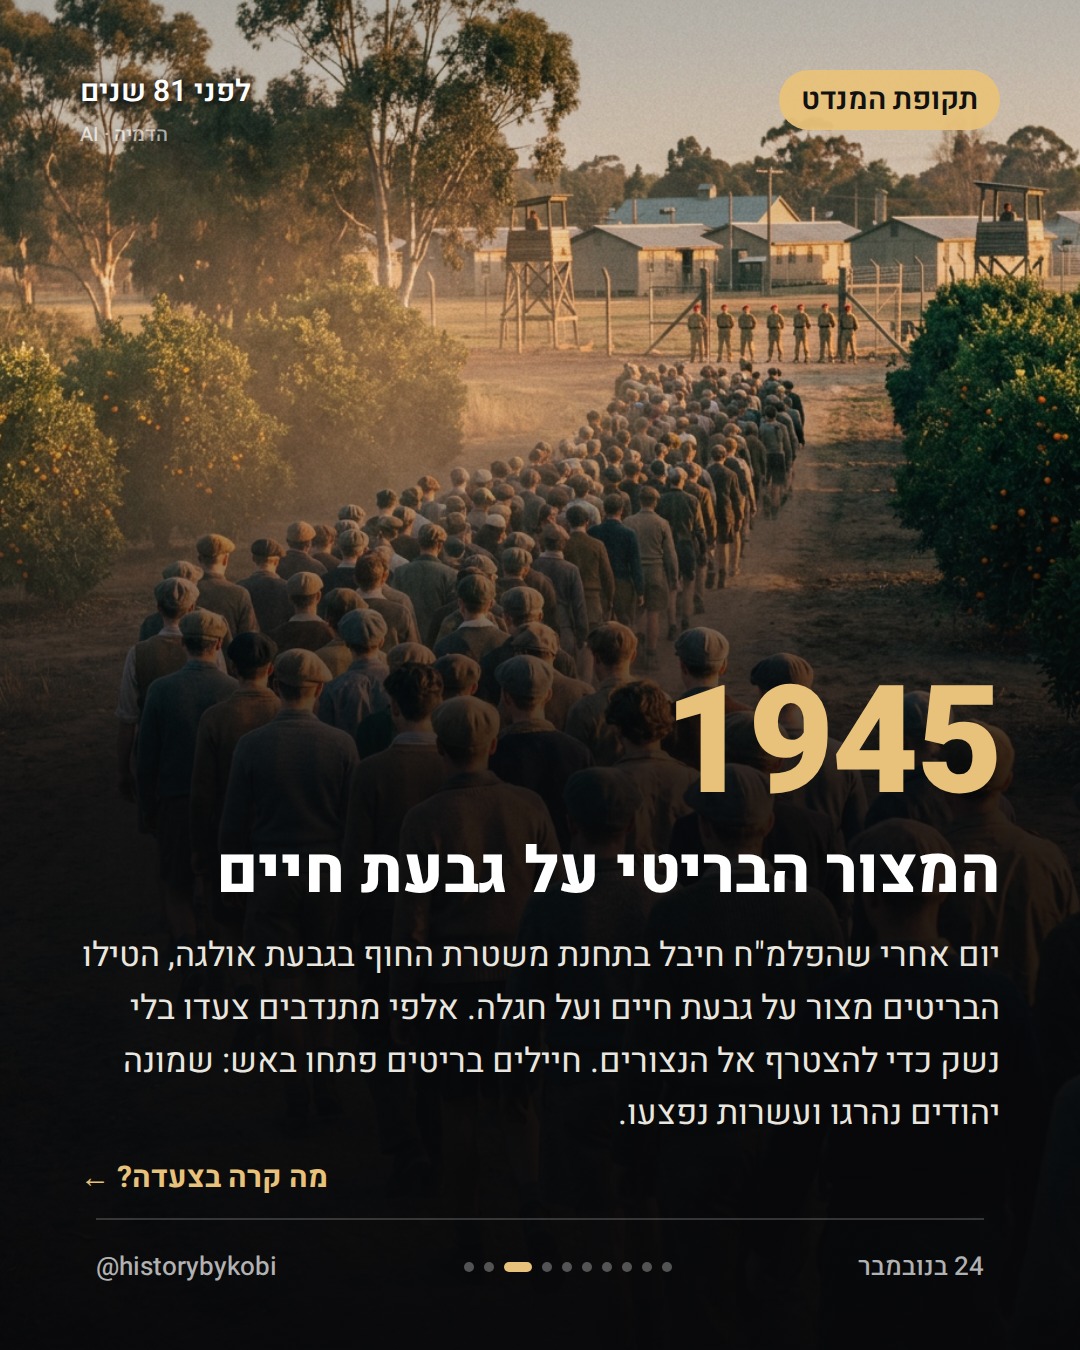 תקופת המנדט
לפני 81 שנים
הדמיה · AI
1945
המצור הבריטי על גבעת חיים
יום אחרי שהפלמ"ח חיבל בתחנת משטרת החוף בגבעת אולגה, הטילו
הבריטים מצור על גבעת חיים ועל חגלה. אלפי מתנדבים צעדו בלי
נשק כדי להצטרף אל הנצורים. חיילים בריטים פתחו באש: שמונה
יהודים נהרגו ועשרות נפצעו.
מה קרה בצעדה? ←
24 בנובמבר
@historybykobi